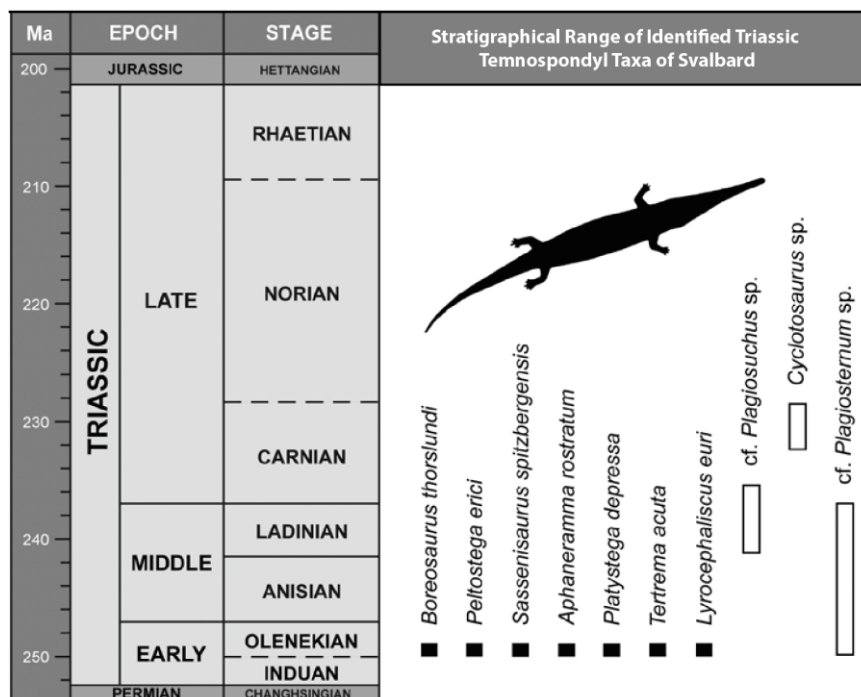 Ma
EPOCH
STAGE
Stratigraphical Range of Identified Triassic
Temnospondyl Taxa of Svalbard
200
JURASSIC
HETTANGIAN
RHAETIAN
210
TRIASSIC
LATE
NORIAN
220
230
CARNIAN
240
MIDDLE
LADINIAN
ANISIAN
EARLY
OLENEKIAN
250
INDUAN
PERMIAN
CHANGHSINGIAN
Boreosaurus thorslundi
Peltostega erici
Sassenisaurus spitzbergensis
Aphaneramma rostratum
Platystega depressa
Tertrema acuta
Lyrocephaliscus euri
cf. Plagiosuchus sp.
Cyclotosaurus sp.
cf. Plagiosternum sp.